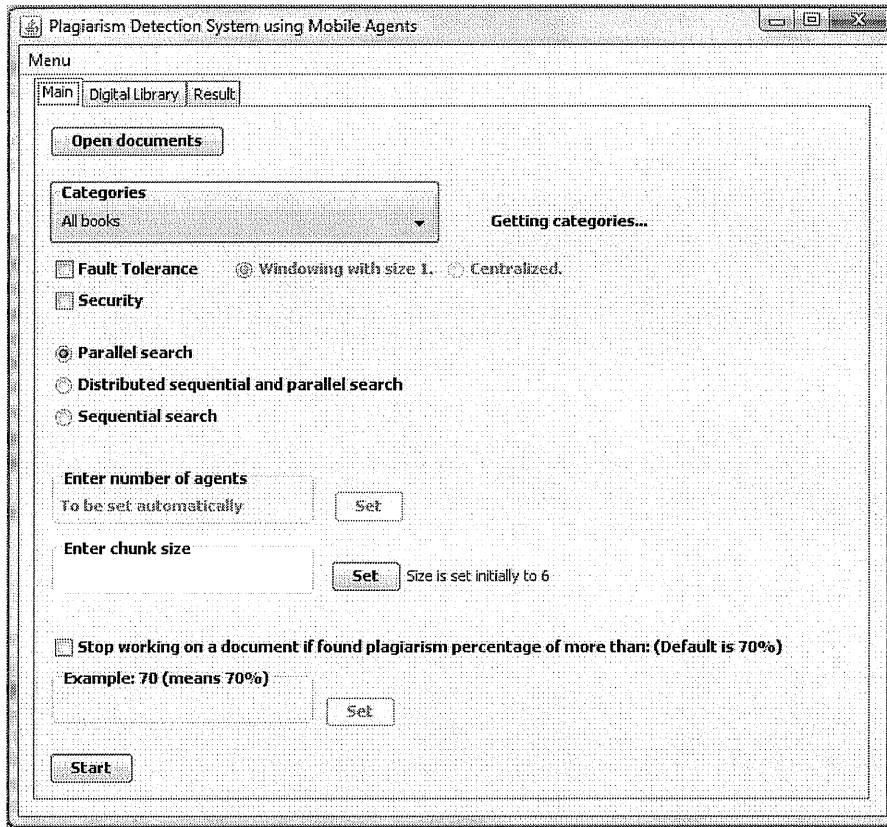 Plagiarism Detection System using Mobile Agents
Menu
Main Digital Library Result
Open documents
Categories
All books
Getting categories...
Fault Tolerance Windowing with size 1. Centralized.
Security
Parallel search
Distributed sequential and parallel search
Sequential search
Enter number of agents
To be set automatically Set
Enter chunk size
Set Size is set initially to 6
Stop working on a document if found plagiarism percentage of more than: (Default is 70%)
Example: 70 (means 70%)
Set
Start